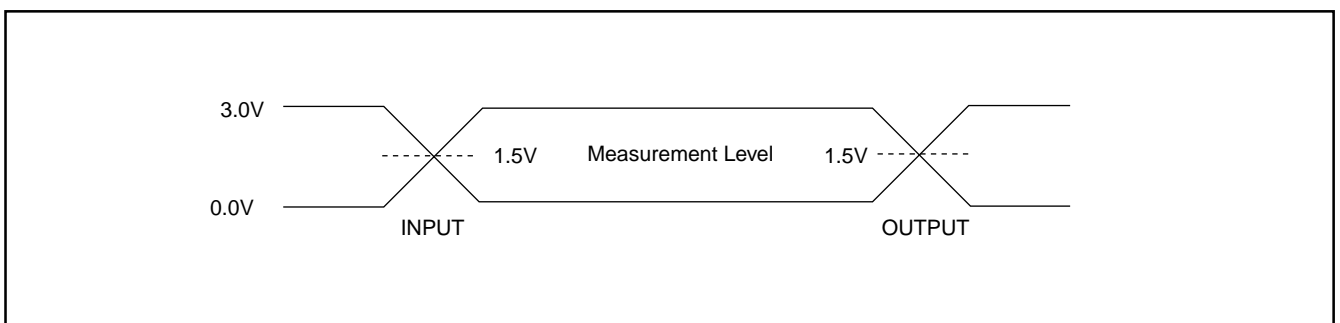 3.0V
1.5V Measurement Level 1.5V
0.0V
INPUT OUTPUT